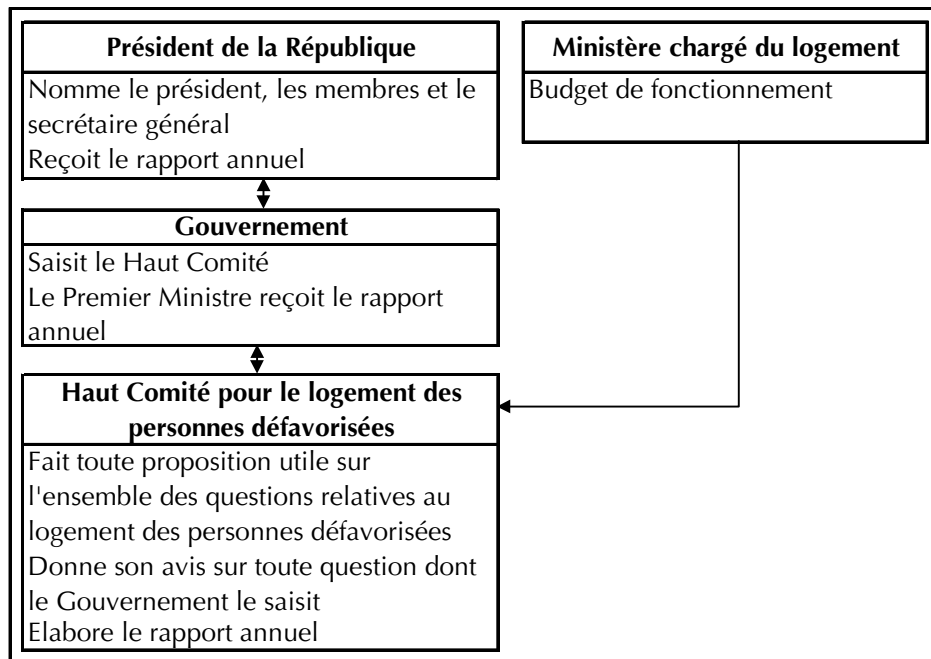 Président de la République
Nomme le président, les membres et le
secrétaire général
Reçoit le rapport annuel
Ministère chargé du logement
Budget de fonctionnement
Gouvernement
Saisit le Haut Comité
Le Premier Ministre reçoit le rapport
annuel
Haut Comité pour le logement des
personnes défavorisées
Fait toute proposition utile sur
l'ensemble des questions relatives au
logement des personnes défavorisées
Donne son avis sur toute question dont
le Gouvernement le saisit
Elabore le rapport annuel